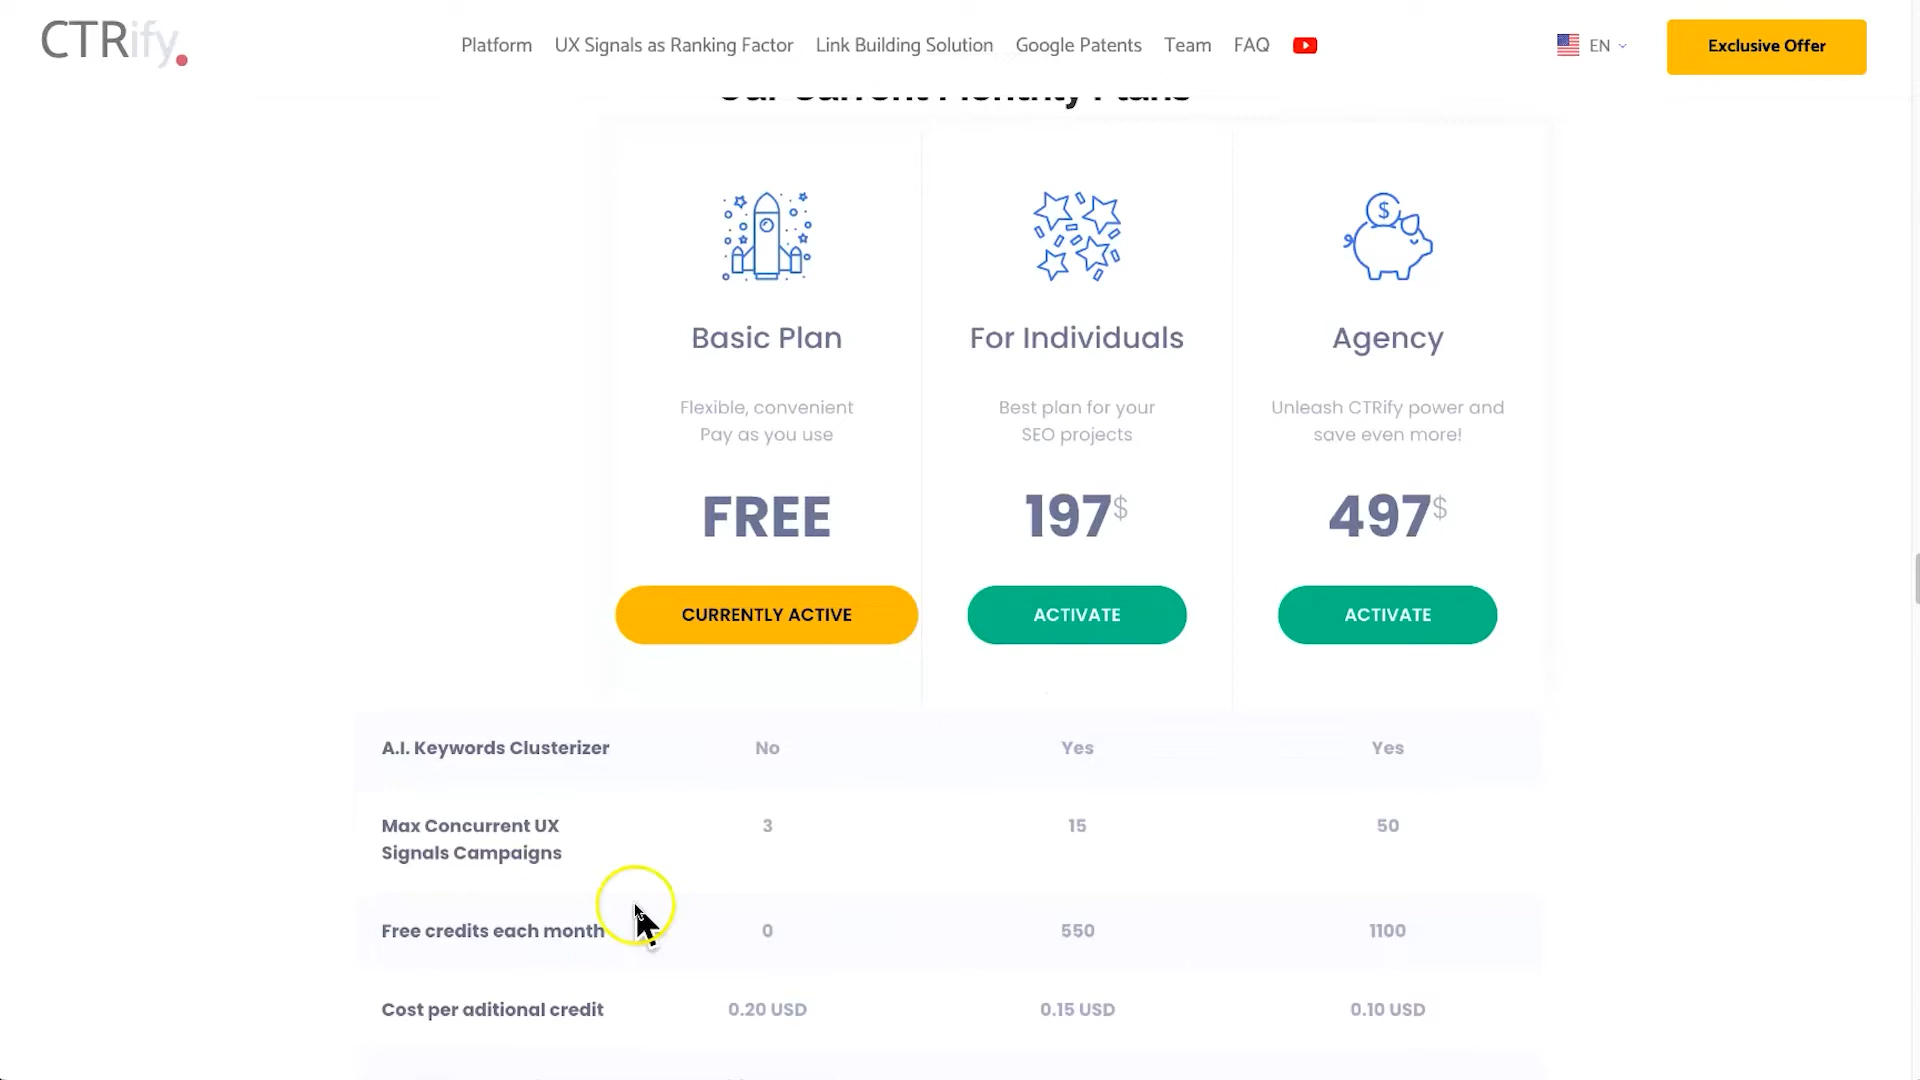 CTRify.
Platform UX Signals as Ranking Factor Link Building Solution Google Patents Team FAQ EN Exclusive Offer
Our Current Monthly Plans
Basic Plan For Individuals Agency
Flexible, convenient Best plan for your Unleash CTRify power and
Pay as you use SEO projects save even more!
FREE 197$ 497$
CURRENTLY ACTIVE ACTIVATE ACTIVATE
A.I. Keywords Clusterizer No Yes Yes
Max Concurrent UX 3 15 50
Signals Campaigns
Free credits each month 0 550 1100
Cost per aditional credit 0.20 USD 0.15 USD 0.10 USD